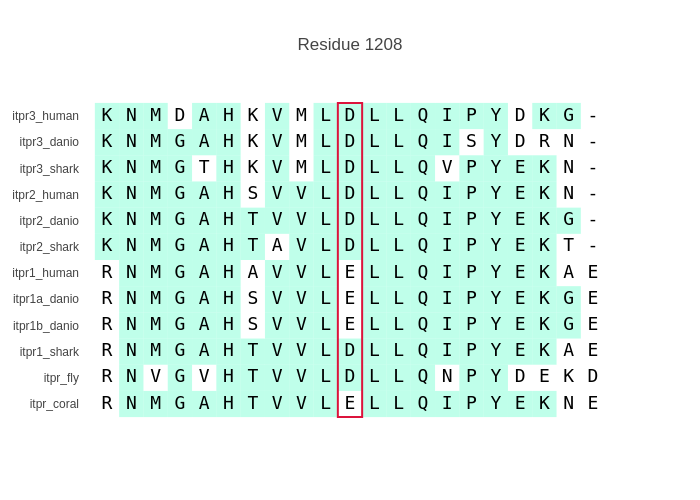 Residue 1208
itpr3_human K N M D A H K V M L D L L Q I P Y D K G -
itpr3_danio K N M G A H K V M L D L L Q I S Y D R N -
itpr3_shark K N M G T H K V M L D L L Q V P Y E K N -
itpr2_human K N M G A H S V V L D L L Q I P Y E K N -
itpr2_danio K N M G A H T V V L D L L Q I P Y E K G -
itpr2_shark K N M G A H T A V L D L L Q I P Y E K T -
itpr1_human R N M G A H A V V L E L L Q I P Y E K A E
itpr1a_danio R N M G A H S V V L E L L Q I P Y E K G E
itpr1b_danio R N M G A H S V V L E L L Q I P Y E K G E
itpr1_shark R N M G A H T V V L D L L Q I P Y E K A E
itpr_fly R N V G V H T V V L D L L Q N P Y D E K D
itpr_coral R N M G A H T V V L E L L Q I P Y E K N E